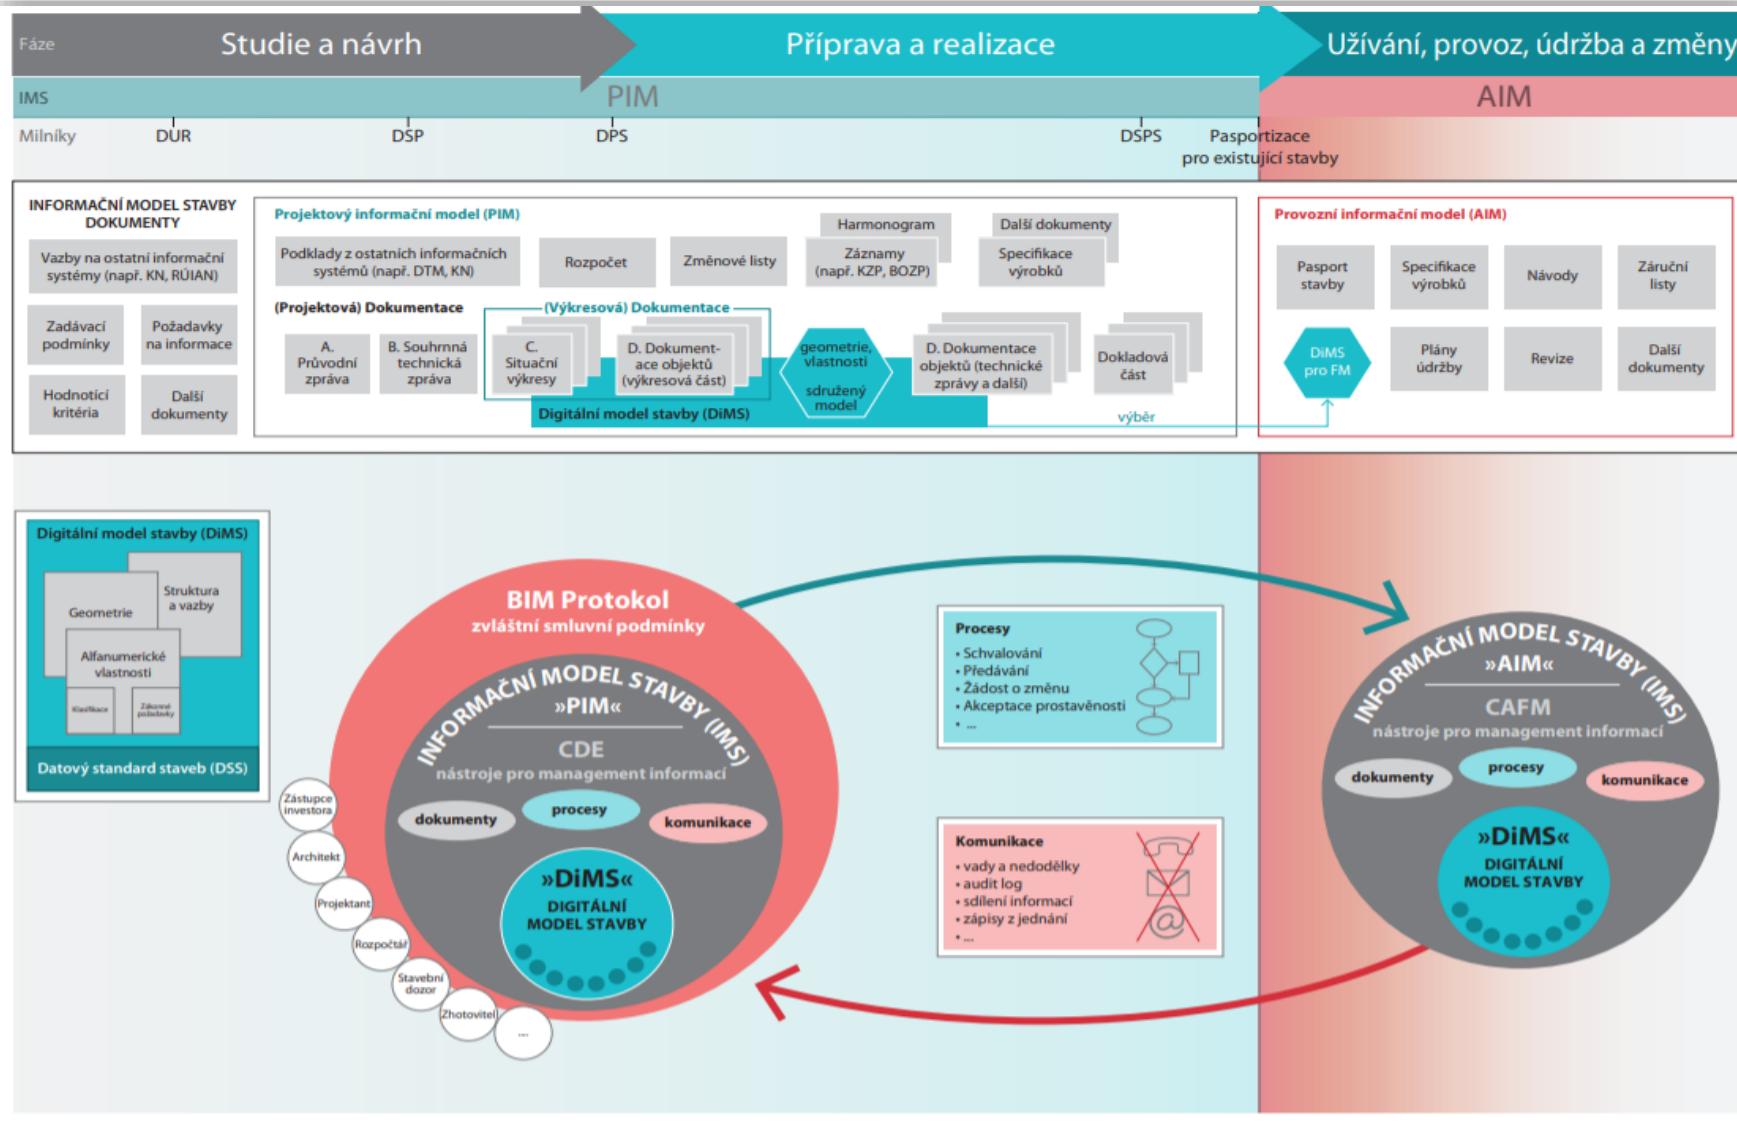 Fáze
Studie a návrh
Příprava a realizace
Užívání, provoz, údržba a změny
IMS
PIM
AIM
Milníky
DUR
DSP
DPS
DSPS
Pasportizace
pro existující stavby
INFORMAČNÍ MODEL STAVBY
DOKUMENTY
Vazby na ostatní informační
systémy (např. KN, RÚIAN)
Zadávací
podmínky
Požadavky
na informace
Hodnotící
kritéria
Další
dokumenty
Projektový informační model (PIM)
Podklady z ostatních informačních
systémů (např. DTM, KN)
Rozpočet
Změnové listy
Harmonogram
Záznamy
(např. KZP, BOZP)
Další dokumenty
Specifikace
výrobků
(Projektová) Dokumentace
(Výkresová) Dokumentace
A.
Průvodní
zpráva
B. Souhrnná
technická
zpráva
C.
Situační
výkresy
D. Dokument-
ace objektů
(výkresová část)
geometrie,
vlastnosti
sdružený
model
D. Dokumentace
objektů (technické
zprávy a další)
Dokladová
část
Digitální model stavby (DiMS)
výběr
Provozní informační model (AIM)
Pasport
stavby
Specifikace
výrobků
Návody
Záruční
listy
DiMS
pro FM
Plány
údržby
Revize
Další
dokumenty
Digitální model stavby (DiMS)
Struktura
a vazby
Geometrie
Alfanumerické
vlastnosti
Klasifikace
Zákonné
požadavky
Datový standard staveb (DSS)
BIM Protokol
zvláštní smluvní podmínky
INFORMAČNÍ MODEL STAVBY (IMS)
»PIM«
CDE
nástroje pro management informací
dokumenty
procesy
komunikace
»DiMS«
DIGITÁLNÍ
MODEL STAVBY
Zástupce
investora
Architekt
Projektant
Rozpočtář
Stavební
dozor
Zhotovitel
....
Procesy
• Schvalování
• Předávání
• Žádost o změnu
• Akceptace prostavěnosti
• ...
Komunikace
• vady a nedodělky
• audit log
• sdílení informací
• zápisy z jednání
• ...
@
INFORMAČNÍ MODEL STAVBY (IMS)
»AIM«
CAFM
nástroje pro management informací
dokumenty
procesy
komunikace
»DiMS«
DIGITÁLNÍ
MODEL STAVBY